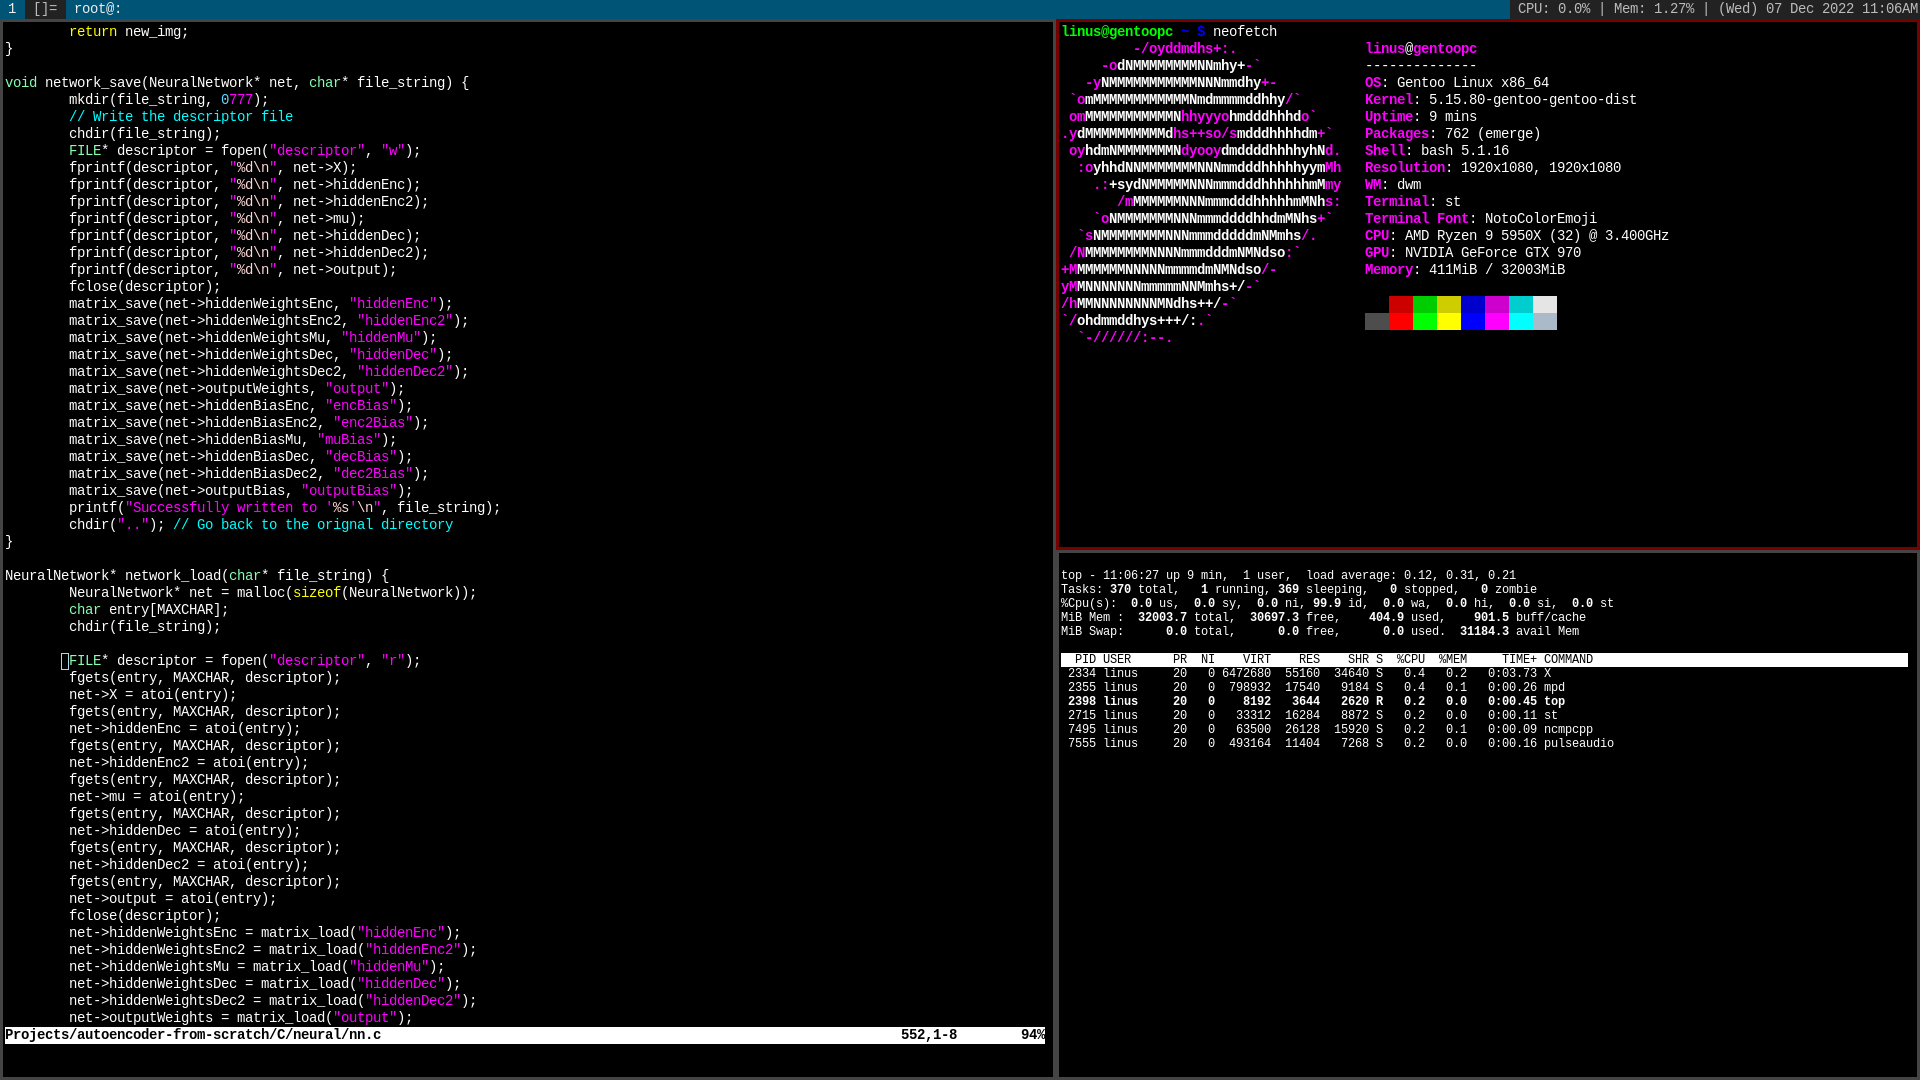 1 []= root@: CPU: 0.0% | Mem: 1.27% | (Wed) 07 Dec 2022 11:06AM
return new_img;
}
void network_save(NeuralNetwork* net, char* file_string) {
mkdir(file_string, 0777);
// Write the descriptor file
chdir(file_string);
FILE* descriptor = fopen("descriptor", "w");
fprintf(descriptor, "%d\n", net->X);
fprintf(descriptor, "%d\n", net->hiddenEnc);
fprintf(descriptor, "%d\n", net->hiddenEnc2);
fprintf(descriptor, "%d\n", net->mu);
fprintf(descriptor, "%d\n", net->hiddenDec);
fprintf(descriptor, "%d\n", net->hiddenDec2);
fprintf(descriptor, "%d\n", net->output);
fclose(descriptor);
matrix_save(net->hiddenWeightsEnc, "hiddenEnc");
matrix_save(net->hiddenWeightsEnc2, "hiddenEnc2");
matrix_save(net->hiddenWeightsMu, "hiddenMu");
matrix_save(net->hiddenWeightsDec, "hiddenDec");
matrix_save(net->hiddenWeightsDec2, "hiddenDec2");
matrix_save(net->outputWeights, "output");
matrix_save(net->hiddenBiasEnc, "encBias");
matrix_save(net->hiddenBiasEnc2, "enc2Bias");
matrix_save(net->hiddenBiasMu, "muBias");
matrix_save(net->hiddenBiasDec, "decBias");
matrix_save(net->hiddenBiasDec2, "dec2Bias");
matrix_save(net->outputBias, "outputBias");
printf("Successfully written to '%s'\n", file_string);
chdir(".."); // Go back to the orignal directory
}
NeuralNetwork* network_load(char* file_string) {
NeuralNetwork* net = malloc(sizeof(NeuralNetwork));
char entry[MAXCHAR];
chdir(file_string);
FILE* descriptor = fopen("descriptor", "r");
fgets(entry, MAXCHAR, descriptor);
net->X = atoi(entry);
fgets(entry, MAXCHAR, descriptor);
net->hiddenEnc = atoi(entry);
fgets(entry, MAXCHAR, descriptor);
net->hiddenEnc2 = atoi(entry);
fgets(entry, MAXCHAR, descriptor);
net->mu = atoi(entry);
fgets(entry, MAXCHAR, descriptor);
net->hiddenDec = atoi(entry);
fgets(entry, MAXCHAR, descriptor);
net->hiddenDec2 = atoi(entry);
fgets(entry, MAXCHAR, descriptor);
net->output = atoi(entry);
fclose(descriptor);
net->hiddenWeightsEnc = matrix_load("hiddenEnc");
net->hiddenWeightsEnc2 = matrix_load("hiddenEnc2");
net->hiddenWeightsMu = matrix_load("hiddenMu");
net->hiddenWeightsDec = matrix_load("hiddenDec");
net->hiddenWeightsDec2 = matrix_load("hiddenDec2");
net->outputWeights = matrix_load("output");
Projects/autoencoder-from-scratch/C/neural/nn.c 552,1-8 94%
linus@gentoopc ~ $ neofetch
-/oyddmdhs+:. linus@gentoopc
-odNMMMMMMMMNNmhy+-` --------------
-yNMMMMMMMMMMMNNNmmdhy+- OS: Gentoo Linux x86_64
`omMMMMMMMMMMMMNmdmmmmddhhy/` Kernel: 5.15.80-gentoo-gentoo-dist
omMMMMMMMMMMMNhhyyyohmdddhhhdo` Uptime: 9 mins
.ydMMMMMMMMMMdhs++so/smdddhhhhdm+` Packages: 762 (emerge)
oyhdmNMMMMMMMNdyooydmddddhhhhyhNd. Shell: bash 5.1.16
:oyhhdNNMMMMMMMNNNmmdddhhhhhyymMh Resolution: 1920x1080, 1920x1080
.:+sydNMMMMMNNNmmmdddhhhhhhmMmy WM: dwm
/mMMMMMMNNNmmmdddhhhhhmMNhs: Terminal: st
`oNMMMMMMMNNNmmmddddhhdmMNhs+` Terminal Font: NotoColorEmoji
`sNMMMMMMMMNNNmmmdddddmNMmhs/. CPU: AMD Ryzen 9 5950X (32) @ 3.400GHz
/NMMMMMMMMNNNNmmmdddmNMNdso:` GPU: NVIDIA GeForce GTX 970
+MMMMMMMNNNNNmmmmdmNMNdso/- Memory: 411MiB / 32003MiB
yMMNNNNNNNmmmmmNNMmhs+/-`
/hMMNNNNNNNNMNdhs++/-`
`/ohdmmddhys+++/:.`
`-//////:--.
top - 11:06:27 up 9 min, 1 user, load average: 0.12, 0.31, 0.21
Tasks: 370 total, 1 running, 369 sleeping, 0 stopped, 0 zombie
%Cpu(s): 0.0 us, 0.0 sy, 0.0 ni, 99.9 id, 0.0 wa, 0.0 hi, 0.0 si, 0.0 st
MiB Mem : 32003.7 total, 30697.3 free, 404.9 used, 901.5 buff/cache
MiB Swap: 0.0 total, 0.0 free, 0.0 used. 31184.3 avail Mem
PID USER PR NI VIRT RES SHR S %CPU %MEM TIME+ COMMAND
2334 linus 20 0 6472680 55160 34640 S 0.4 0.2 0:03.73 X
2355 linus 20 0 798932 17540 9184 S 0.4 0.1 0:00.26 mpd
2398 linus 20 0 8192 3644 2620 R 0.2 0.0 0:00.45 top
2715 linus 20 0 33312 16284 8872 S 0.2 0.0 0:00.11 st
7495 linus 20 0 63500 26128 15920 S 0.2 0.1 0:00.09 ncmpcpp
7555 linus 20 0 493164 11404 7268 S 0.2 0.0 0:00.16 pulseaudio